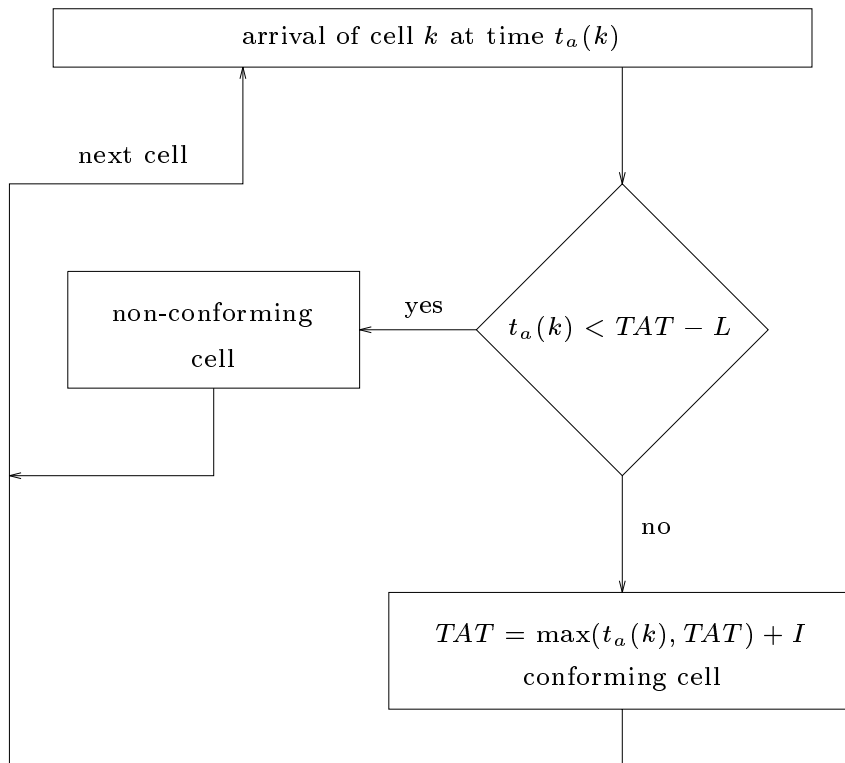 arrival of cell k at time t_a(k)
next cell
yes
non-conforming
cell
t_a(k) < TAT − L
no
TAT = max(t_a(k), TAT) + I
conforming cell